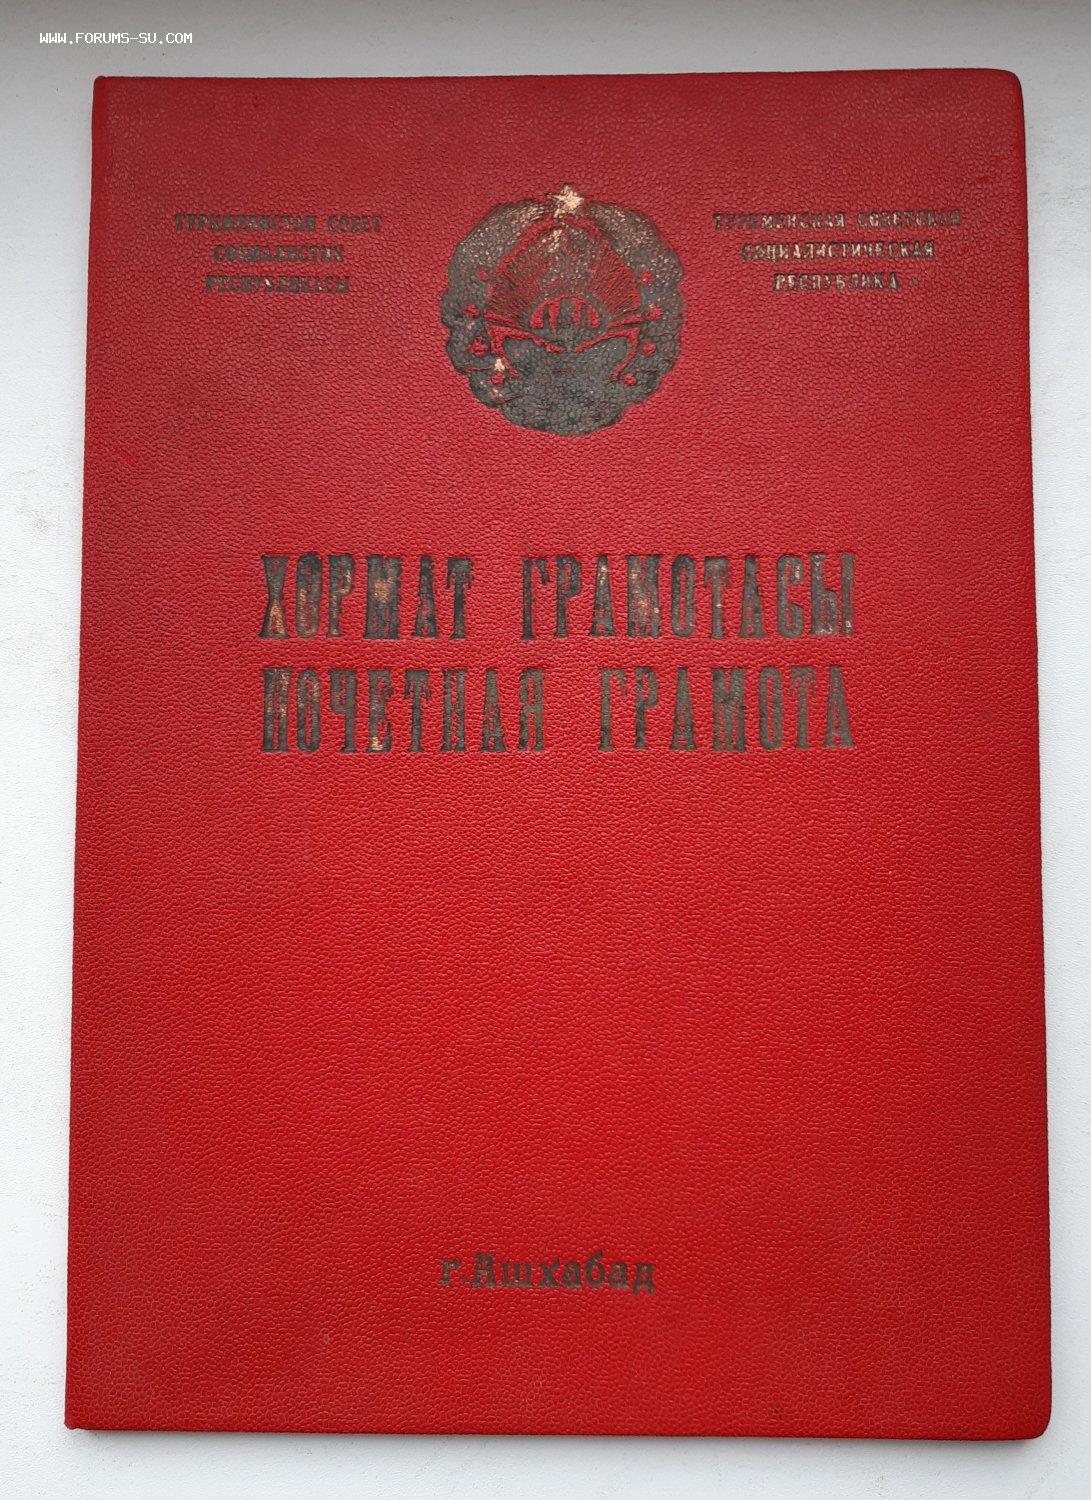 WWW.FORUMS-SU.COM
ТУРКМЕНИСТАН СОВЕТ
СОЦИАЛИСТИК
РЕСПУБЛИКАСЫ
ТУРКМЕНСКАЯ СОВЕТСКАЯ
СОЦИАЛИСТИЧЕСКАЯ
РЕСПУБЛИКА
ХОРМАТ ГРАМОТАСЫ
ПОЧЕТНАЯ ГРАМОТА
г.Ашхабад